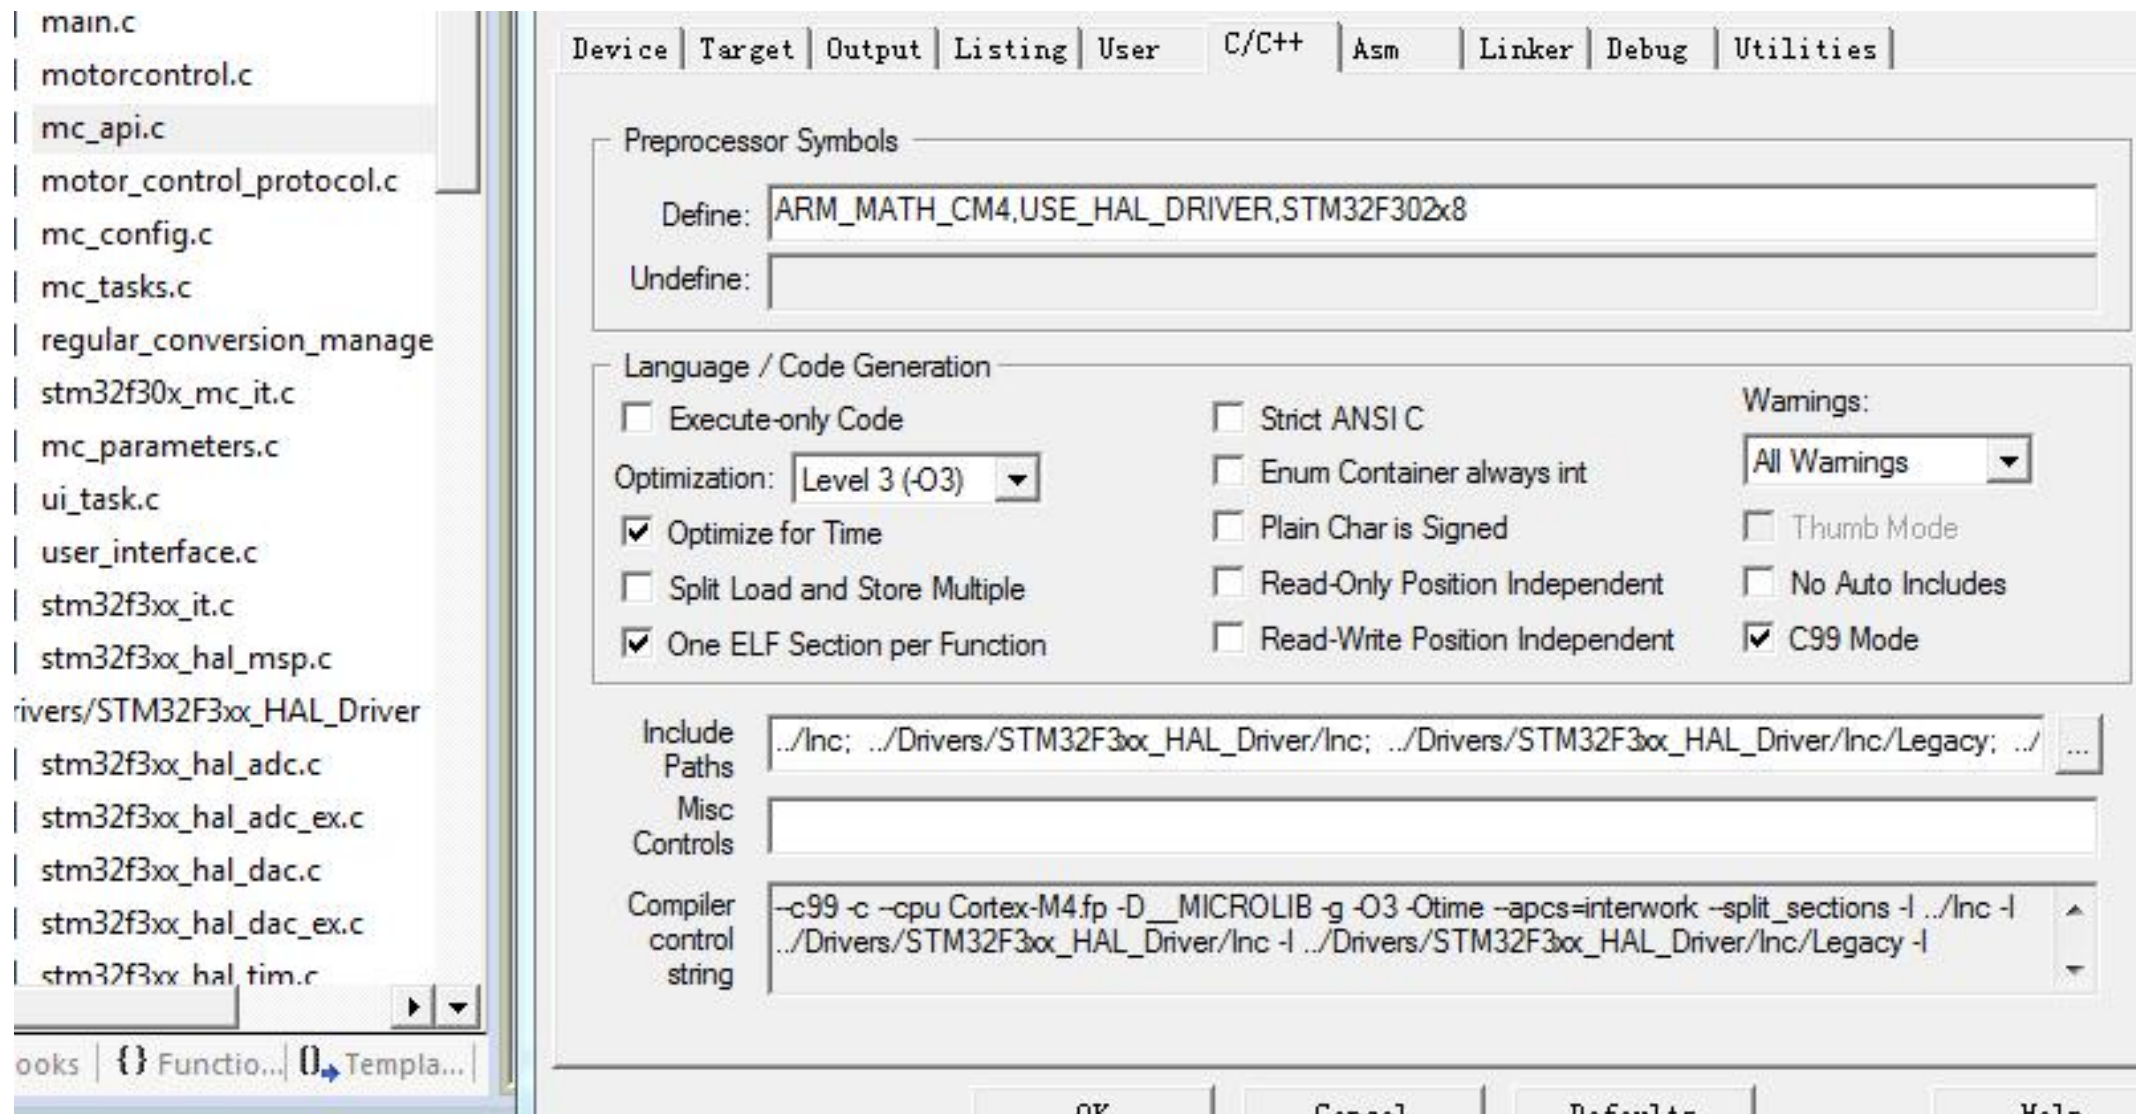 main.c
motorcontrol.c
mc_api.c
motor_control_protocol.c
mc_config.c
mc_tasks.c
regular_conversion_manage
stm32f30x_mc_it.c
mc_parameters.c
ui_task.c
user_interface.c
stm32f3xx_it.c
stm32f3xx_hal_msp.c
rivers/STM32F3xx_HAL_Driver
stm32f3xx_hal_adc.c
stm32f3xx_hal_adc_ex.c
stm32f3xx_hal_dac.c
stm32f3xx_hal_dac_ex.c
stm32f3xx_hal_tim.c
ooks {} Functio... Templa...
Device Target Output Listing User C/C++ Asm Linker Debug Utilities
Preprocessor Symbols
Define: ARM_MATH_CM4,USE_HAL_DRIVER,STM32F302x8
Undefine:
Language / Code Generation
Execute-only Code
Optimization: Level 3 (-O3)
Optimize for Time
Split Load and Store Multiple
One ELF Section per Function
Strict ANSI C
Enum Container always int
Plain Char is Signed
Read-Only Position Independent
Read-Write Position Independent
Warnings:
All Warnings
Thumb Mode
No Auto Includes
C99 Mode
Include
Paths
../Inc; ../Drivers/STM32F3xx_HAL_Driver/Inc; ../Drivers/STM32F3xx_HAL_Driver/Inc/Legacy; ../ ...
Misc
Controls
Compiler
control
string
--c99 -c --cpu Cortex-M4.fp -D__MICROLIB -g -O3 -Otime --apcs=interwork --split_sections -I ../Inc -I
../Drivers/STM32F3xx_HAL_Driver/Inc -I ../Drivers/STM32F3xx_HAL_Driver/Inc/Legacy -I
OK Cancel Defaults Help